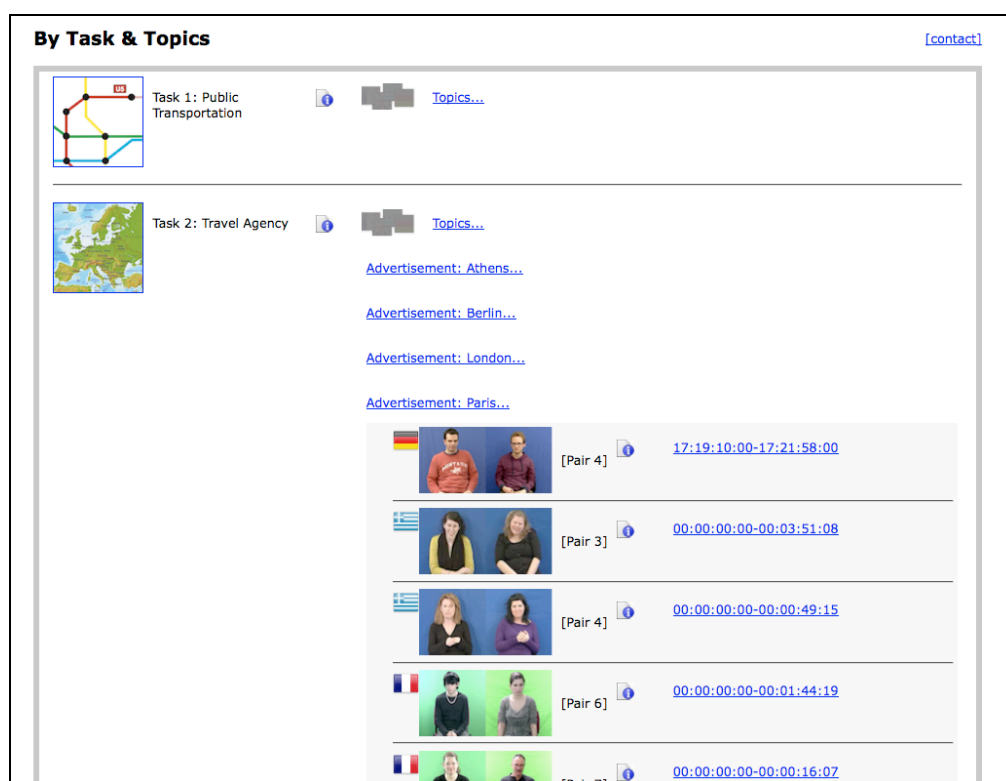 By Task & Topics
[contact]
U5
Task 1: Public
Transportation
Topics...
Task 2: Travel Agency
Topics...
Advertisement: Athens...
Advertisement: Berlin...
Advertisement: London...
Advertisement: Paris...
[Pair 4]
17:19:10:00-17:21:58:00
[Pair 3]
00:00:00:00-00:03:51:08
[Pair 4]
00:00:00:00-00:00:49:15
[Pair 6]
00:00:00:00-00:01:44:19
00:00:00:00-00:00:16:07